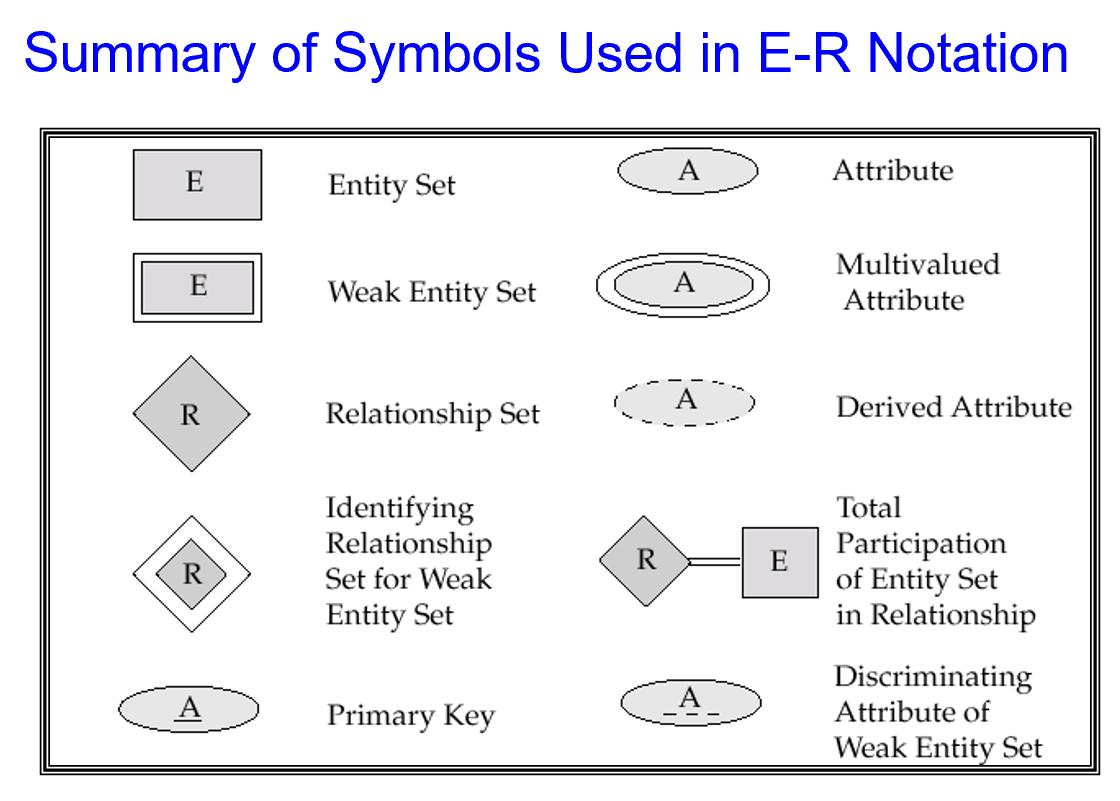 Summary of Symbols Used in E-R Notation
E
Entity Set
A
Attribute
E
Weak Entity Set
A
Multivalued
Attribute
R
Relationship Set
A
Derived Attribute
R
Identifying
Relationship
Set for Weak
Entity Set
R
E
Total
Participation
of Entity Set
in Relationship
A
Primary Key
A
Discriminating
Attribute of
Weak Entity Set